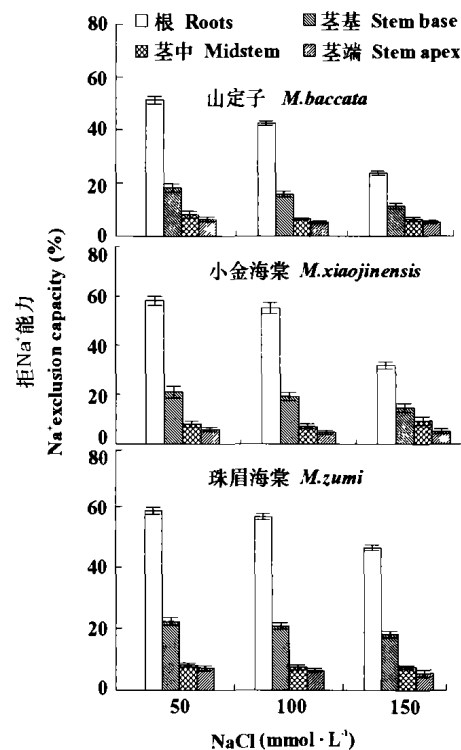 根 Roots 茎基 Stem base
茎中 Midstem 茎端 Stem apex
80
山定子 M.baccata
60
40
20
0
80
小金海棠 M.xiaojinensis
60
40
20
0
80
珠眉海棠 M.zumi
60
40
20
0
拒Na⁺能力
Na⁺exclusion capacity (%)
50 100 150
NaCl (mmol·L⁻¹)